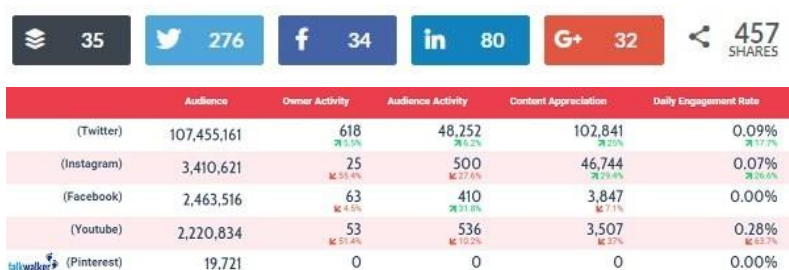 35 276 f 34 in 80 G+ 32 457
SHARES
Audience Owner Activity Audience Activity Content Appreciation Daily Engagement Rate
(Twitter) 107,455,161 618 48,252 102,841 0.09%
5.5% 6.2% 25% 17.7%
(Instagram) 3,410,621 25 500 46,744 0.07%
55.4% 27.6% 29.4% 26.6%
(Facebook) 2,463,516 63 410 3,847 0.00%
4.5% 31.8% 7.1%
(Youtube) 2,220,834 53 536 3,507 0.28%
51.4% 10.2% 37% 63.7%
talkwalker (Pinterest) 19,721 0 0 0 0.00%